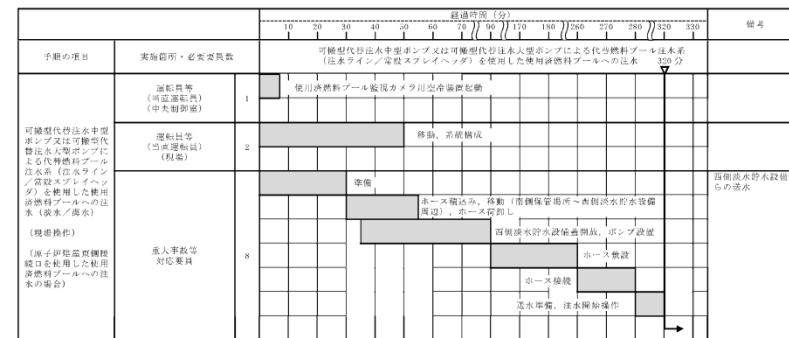 経過時間（分）
備考
10 20 30 40 50 60 70 90 170 180 260 270 280 320 330
手順の項目
実施箇所・必要要員数
可搬型代替注水中型ポンプ又は可搬型代替注水大型ポンプによる代替燃料プール注水系
（注水ライン／常設スプレイヘッダ）を使用した使用済燃料プールへの注水 320分
可搬型代替注水中型
ポンプ又は可搬型代
替注水大型ポンプに
よる代替燃料プール
注水系（注水ライン
／常設スプレイヘッ
ダ）を使用した使用
済燃料プールへの注
水（淡水／海水）
（現場操作）
（原子炉建屋東側接
続口を使用した使用
済燃料プールへの注
水の場合）
運転員等
（当直運転員）
（中央制御室）
1
使用済燃料プール監視カメラ用空冷装置起動
運転員等
（当直運転員）
（現場）
2
移動，系統構成
重大事故等
対応要員
8
準備
ホース積込み，移動（南側保管場所～西側淡水貯水設備
周辺），ホース荷卸し
西側淡水貯水設備蓋開放，ポンプ設置
ホース敷設
ホース接続
送水準備，注水開始操作
西側淡水貯水設備か
らの送水